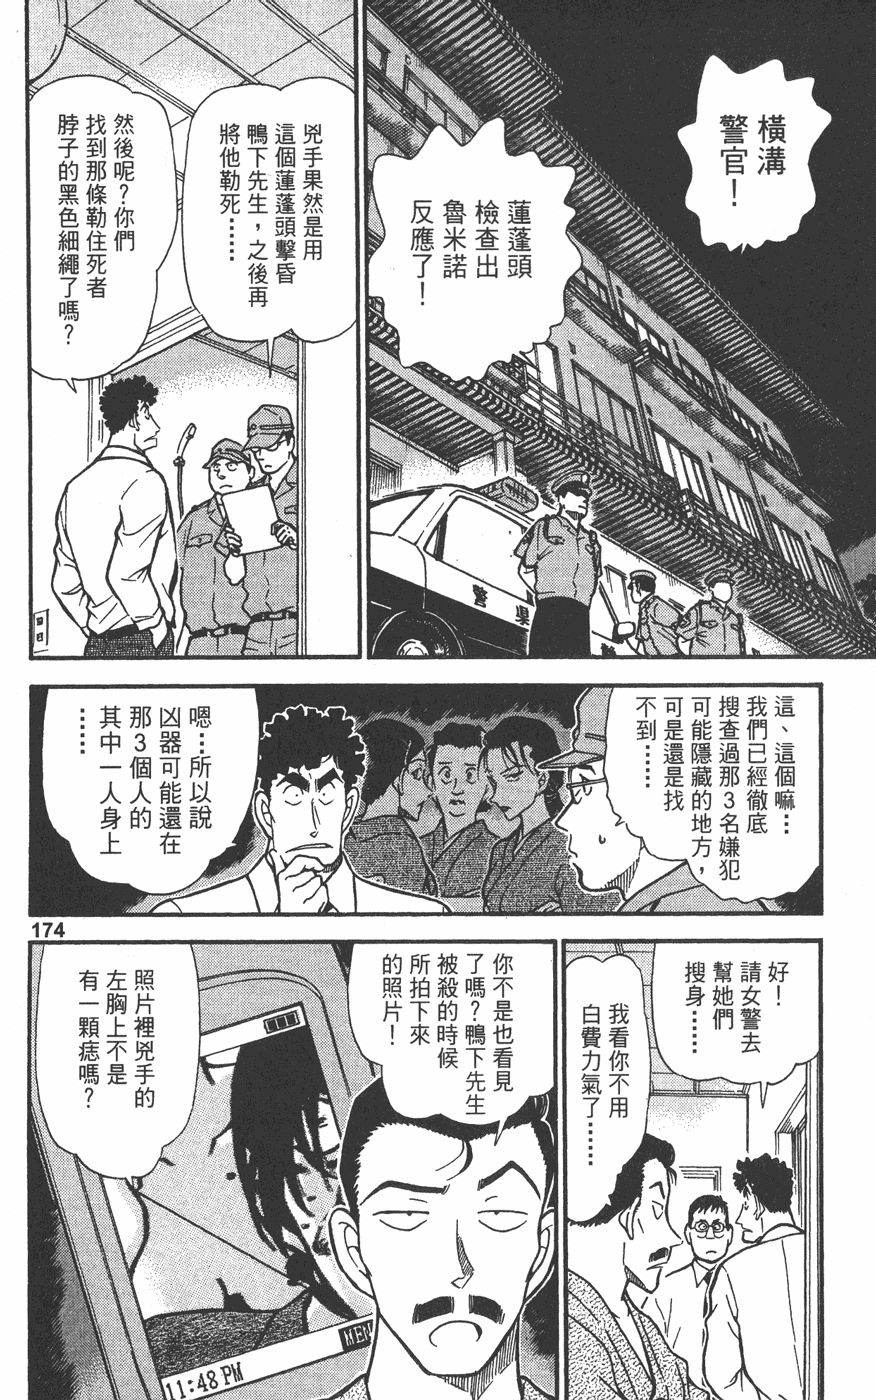 橫溝
警官！
蓮蓬頭
檢查出
魯米諾
反應了！
警
県
兇手果然是用
這個蓮蓬頭擊昏
鴨下先生，之後再
將他勒死……
然後呢？你們
找到那條勒住死者
脖子的黑色細繩了嗎？
這、這個嘛…
我們已經徹底
搜查過那3名嫌犯
可能隱藏的地方，
可是還是找
不到……
嗯…所以說
凶器可能還在
那3個人的
其中一人身上
……
174
好！
請女警去
幫她們
搜身……
我看你不用
白費力氣了……
你不是也看見
了嗎？鴨下先生
被殺的時候
所拍下來
的照片！
照片裡兇手的
左胸上不是
有一顆痣嗎？
MEN
11:48 PM